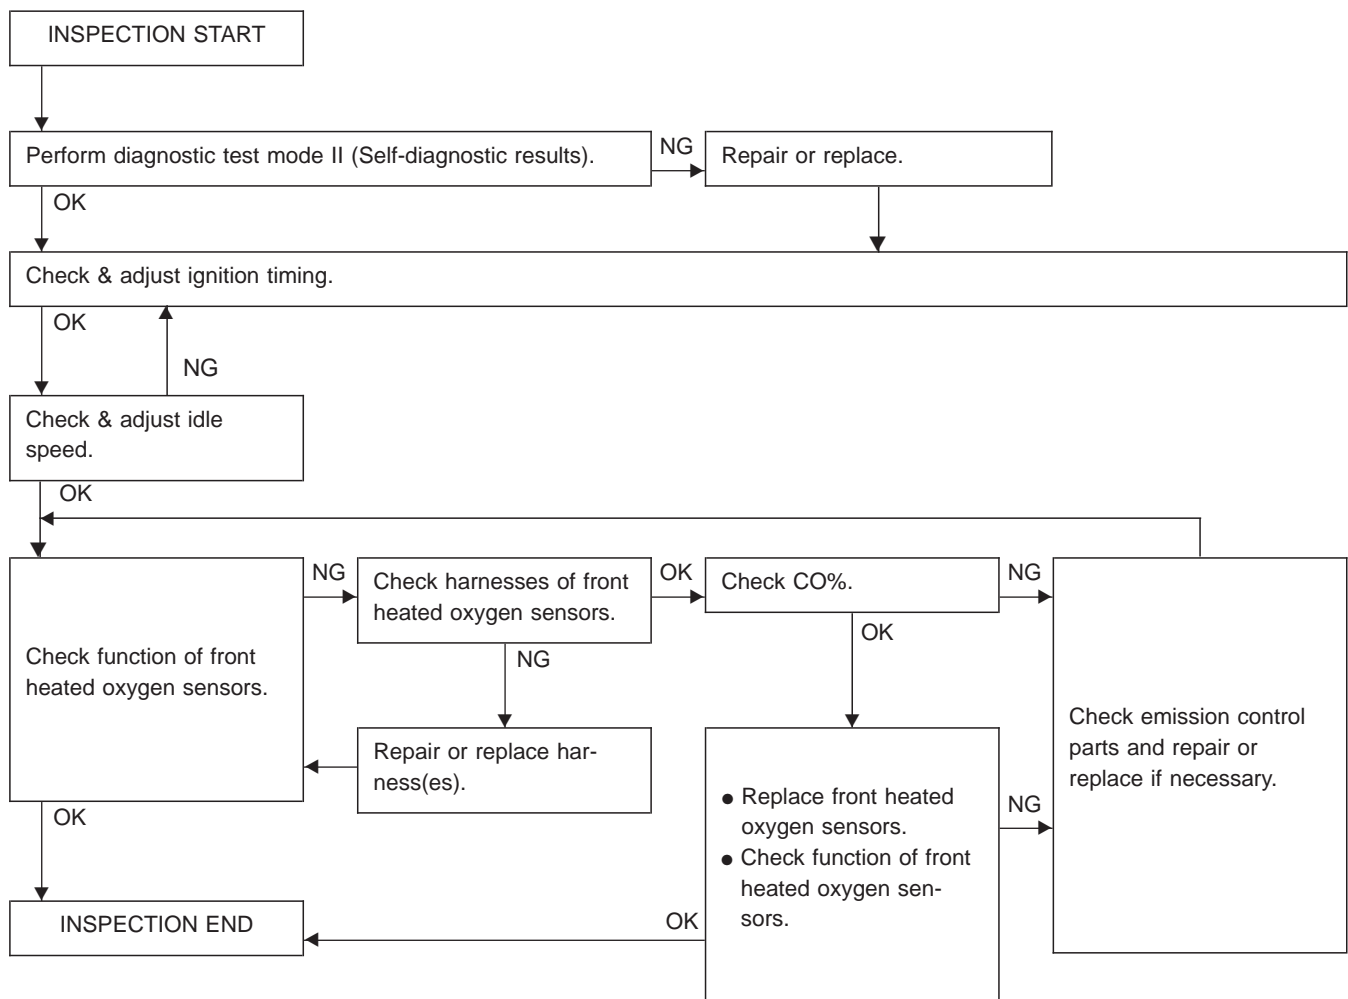 INSPECTION START
Perform diagnostic test mode II (Self-diagnostic results).
NG
Repair or replace.
OK
Check & adjust ignition timing.
OK
NG
Check & adjust idle
speed.
OK
Check function of front
heated oxygen sensors.
NG
Check harnesses of front
heated oxygen sensors.
OK
Check CO%.
NG
OK
NG
Check emission control
parts and repair or
replace if necessary.
Repair or replace har-
ness(es).
● Replace front heated
oxygen sensors.
● Check function of front
heated oxygen sen-
sors.
NG
OK
INSPECTION END
OK